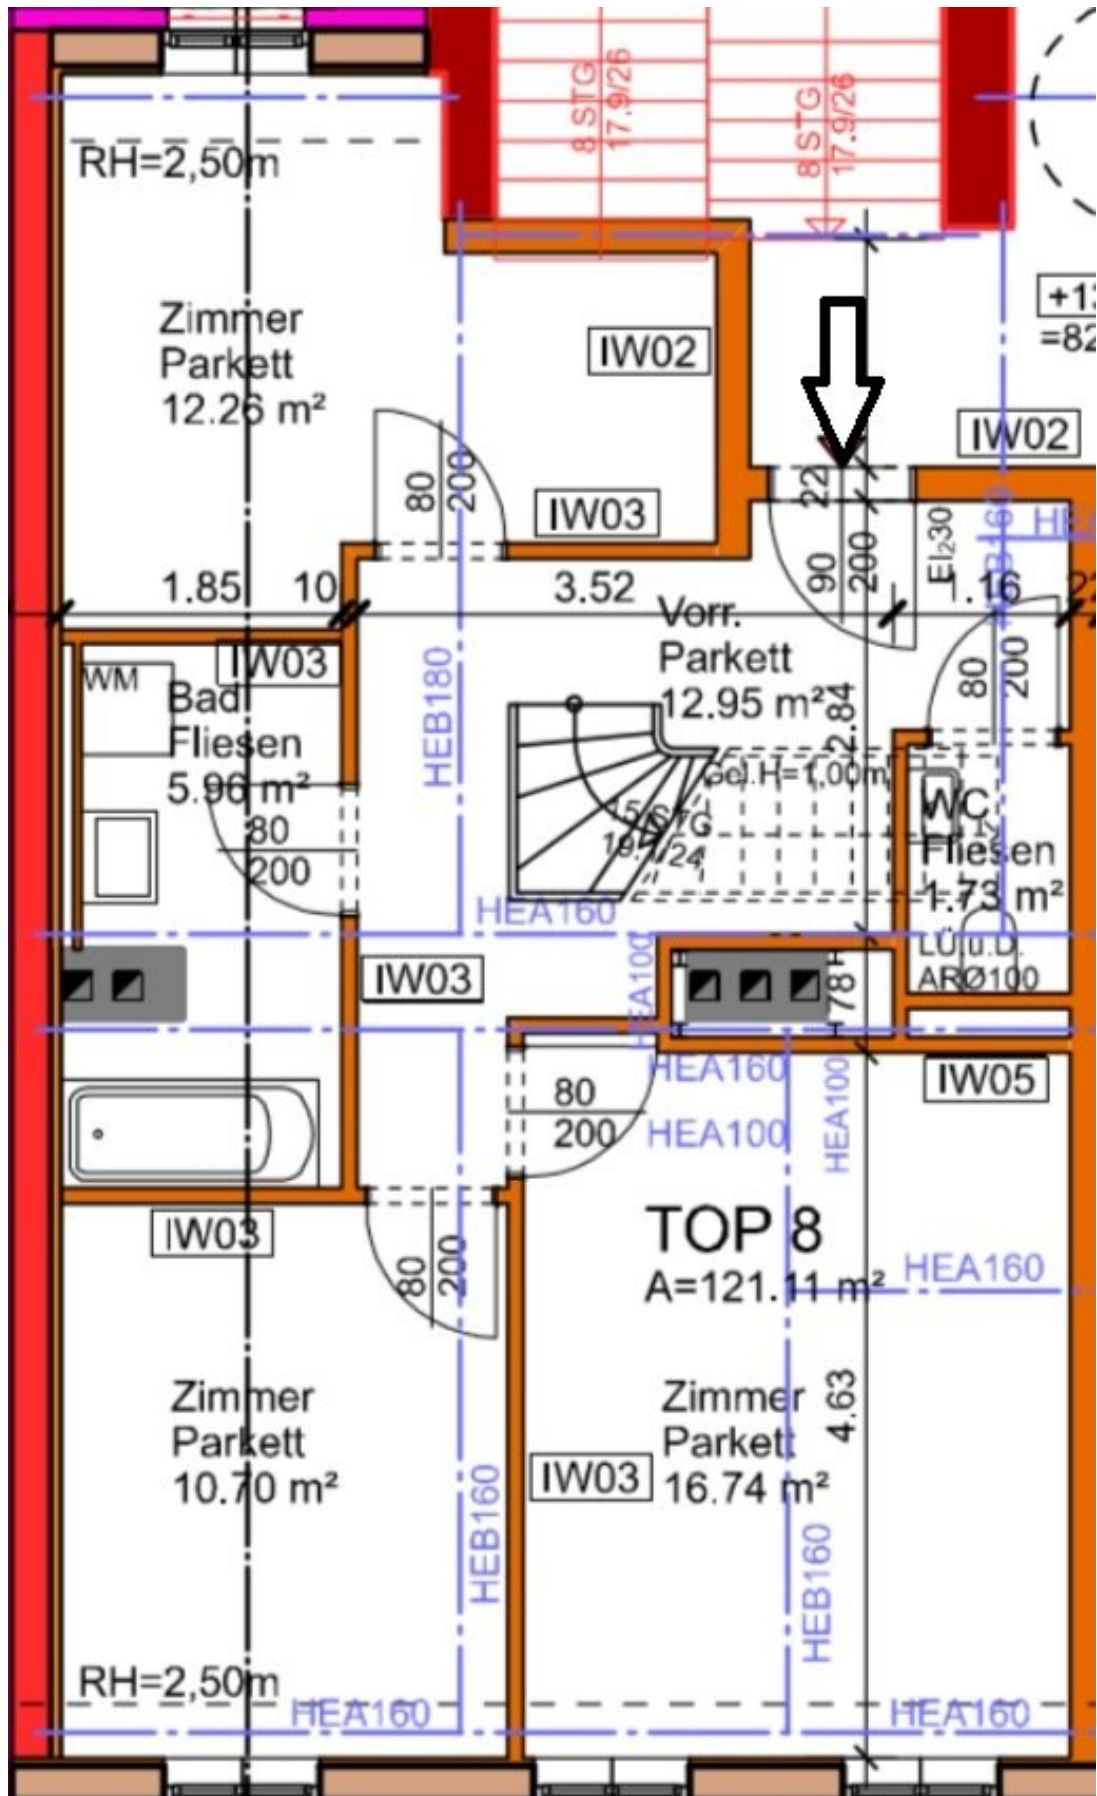 8 STG
17.9/26
8 STG
17.9/26
RH=2,50m
Zimmer
Parkett
12.26 m²
IW02
=82
IW02
80
200
IW03
22
90
200
EI₂30
HEB160
1.85
10
3.52
1.16
Vorr.
Parkett
12.95 m²
IW03
WM
Bad
Fliesen
5.96 m²
HEB180
80
200
2.84
Gel.H=1,00m
15 STG
80
200
WC
Fliesen
1.73 m²
LÜ.u.D.
ARØ100
HEA160
IW03
HEA100
78
HEA160
HEA100
HEA100
IW05
80
200
IW03
80
200
TOP 8
A=121.11 m²
HEA160
Zimmer
Parkett
10.70 m²
Zimmer
Parkett
16.74 m²
4.63
IW03
HEB160
HEB160
RH=2,50m
HEA160
HEA160